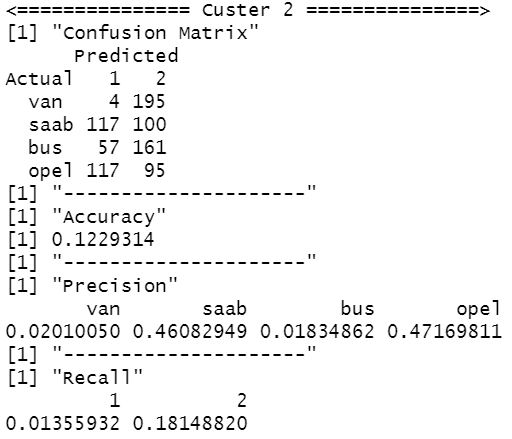 <=============== Custer 2 ===============>
[1] "Confusion Matrix"
      Predicted
Actual   1   2
  van    4 195
  saab 117 100
  bus   57 161
  opel 117  95
[1] "---------------------"
[1] "Accuracy"
[1] 0.1229314
[1] "---------------------"
[1] "Precision"
       van       saab        bus       opel
0.02010050 0.46082949 0.01834862 0.47169811
[1] "---------------------"
[1] "Recall"
         1          2
0.01355932 0.18148820